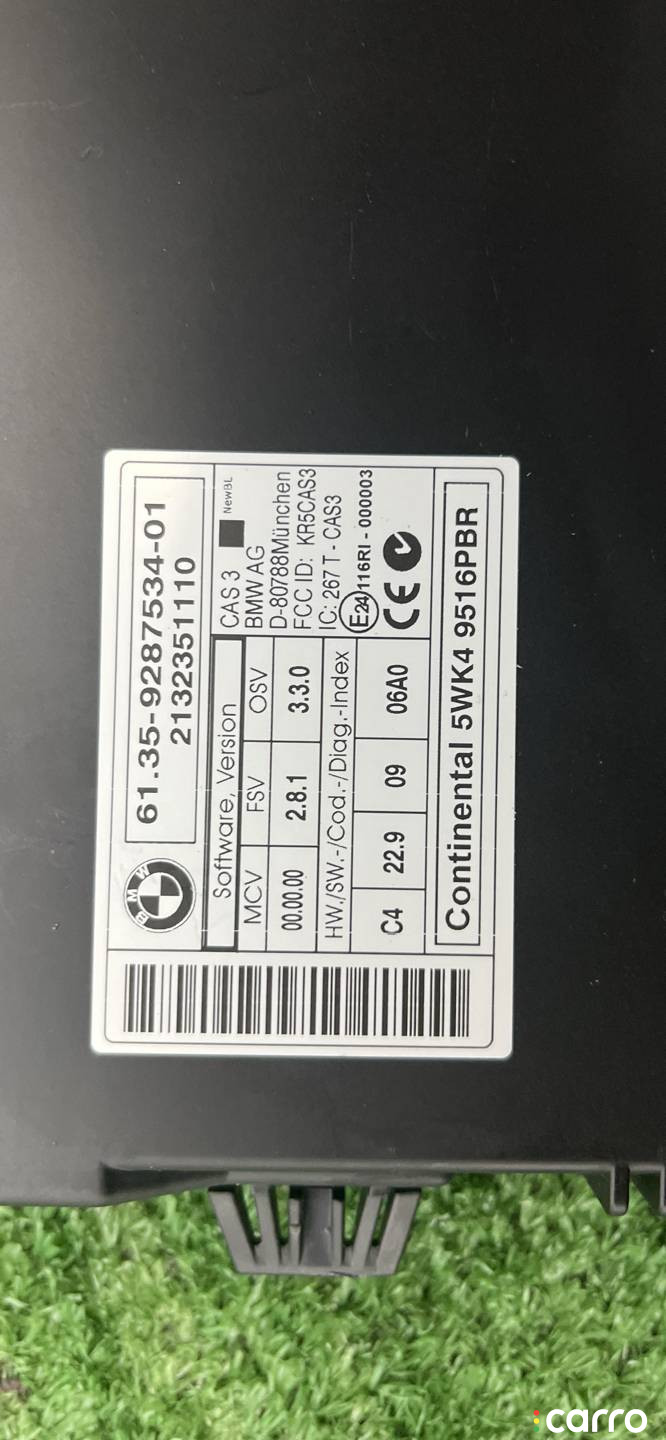 61.35-9287534-01
2132351110
BMW
Software, Version
MCV FSV OSV
00.00.00 2.8.1 3.3.0
HW./SW.-/Cod.-/Diag.-Index
C4 22.9 09 06A0
CAS 3 NewBL
BMW AG
D-80788München
FCC ID: KR5CAS3
IC: 267 T - CAS3
E24 116RI - 000003
CE
Continental 5WK4 9516PBR
carro